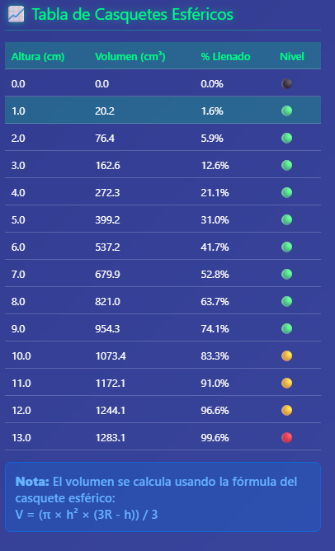 Tabla de Casquetes Esféricos
Altura (cm) Volumen (cm³) % Llenado Nivel
0.0 0.0 0.0%
1.0 20.2 1.6%
2.0 76.4 5.9%
3.0 162.6 12.6%
4.0 272.3 21.1%
5.0 399.2 31.0%
6.0 537.2 41.7%
7.0 679.9 52.8%
8.0 821.0 63.7%
9.0 954.3 74.1%
10.0 1073.4 83.3%
11.0 1172.1 91.0%
12.0 1244.1 96.6%
13.0 1283.1 99.6%
Nota: El volumen se calcula usando la fórmula del
casquete esférico:
V = (π × h² × (3R - h)) / 3